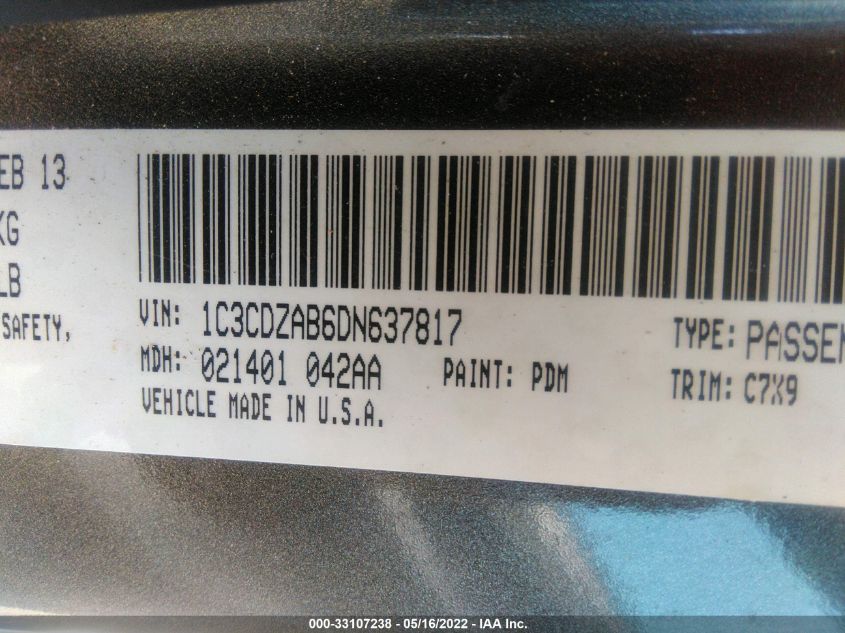 EB 13
KG
LB
SAFETY,
VIN: 1C3CDZAB6DN637817
TYPE: PASSEN
MDH: 021401 042AA
PAINT: PDM
TRIM: C7X9
VEHICLE MADE IN U.S.A.
000-33107238 - 05/16/2022 - IAA Inc.